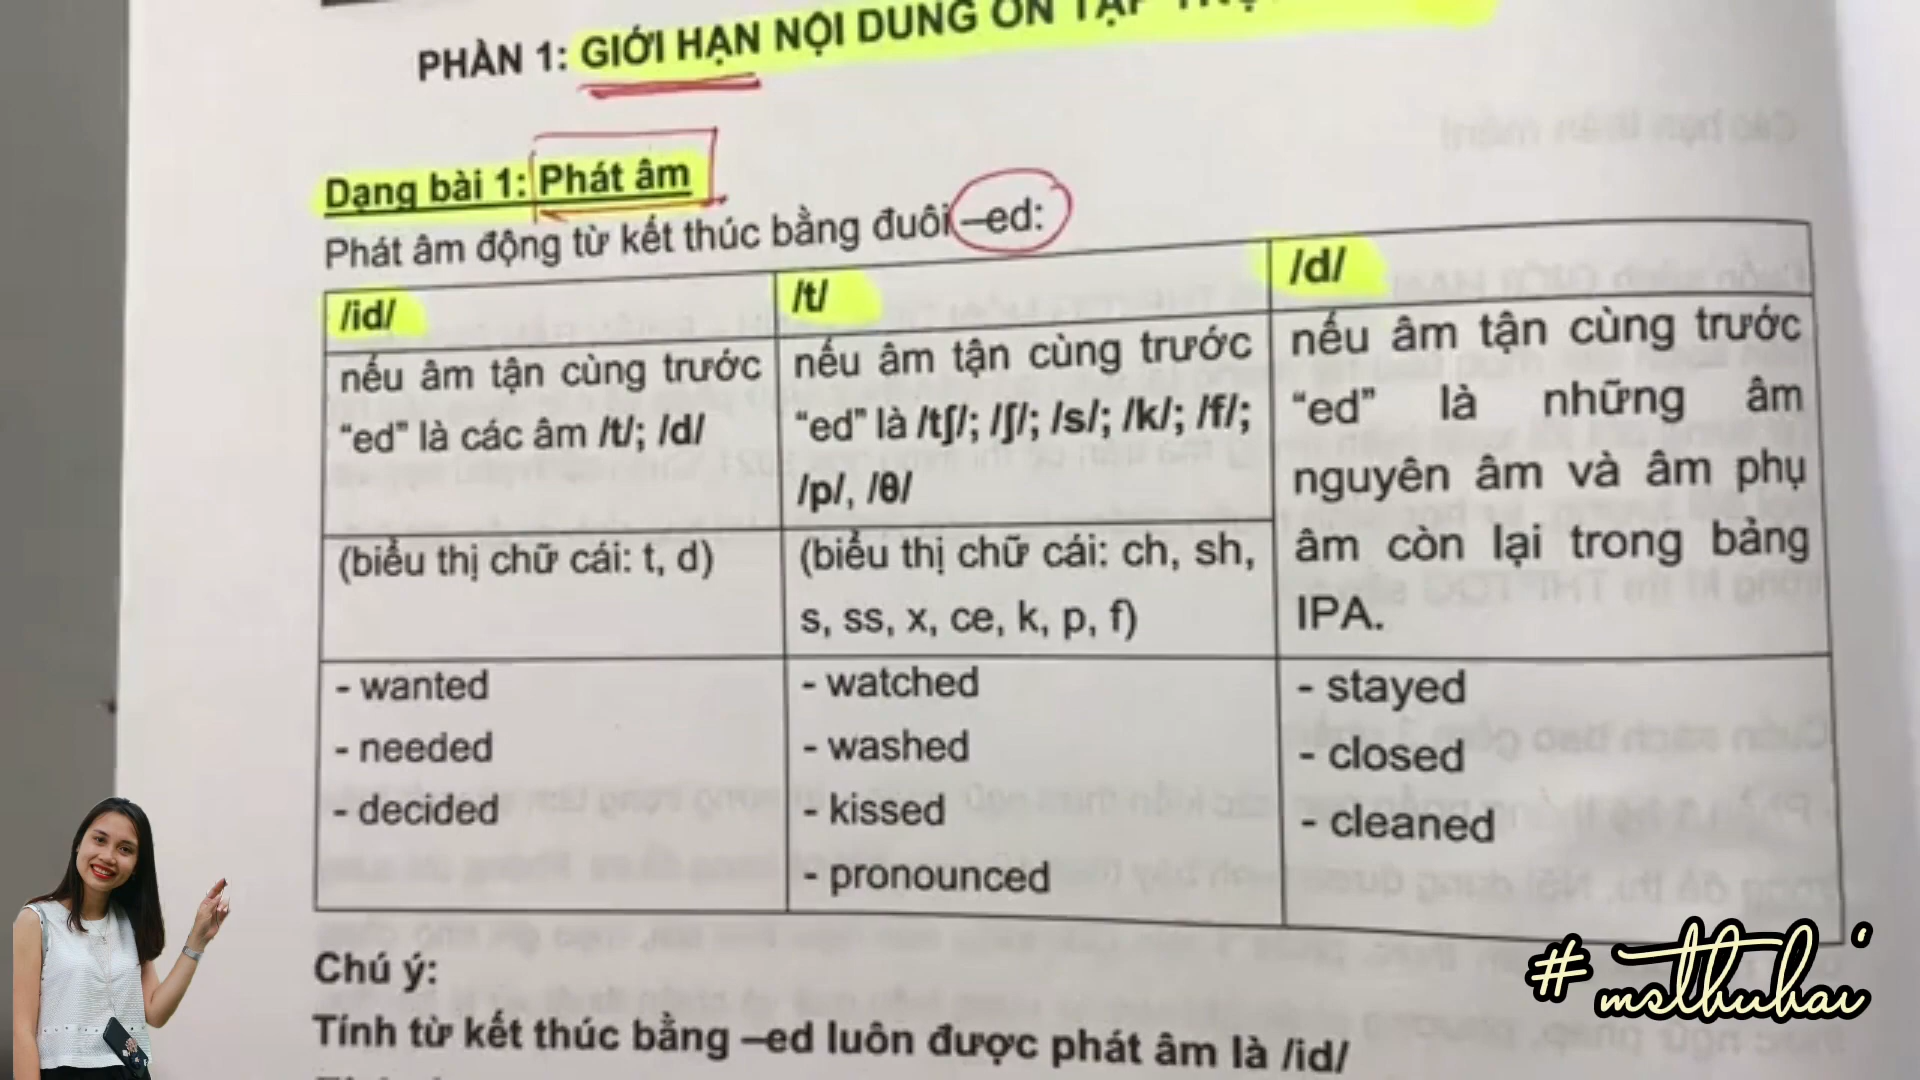 PHẦN 1: GIỚI HẠN NỘI DUNG ÔN TẬP
Dạng bài 1: Phát âm
Phát âm động từ kết thúc bằng đuôi –ed:
/id/
/t/
/d/
nếu âm tận cùng trước
“ed” là các âm /t/; /d/
nếu âm tận cùng trước
“ed” là /tʃ/; /ʃ/; /s/; /k/; /f/;
/p/, /θ/
nếu âm tận cùng trước
“ed” là những âm
nguyên âm và âm phụ
âm còn lại trong bảng
IPA.
(biểu thị chữ cái: t, d)
(biểu thị chữ cái: ch, sh,
s, ss, x, ce, k, p, f)
- wanted
- needed
- decided
- watched
- washed
- kissed
- pronounced
- stayed
- closed
- cleaned
Chú ý:
Tính từ kết thúc bằng –ed luôn được phát âm là /id/
# msthuhai